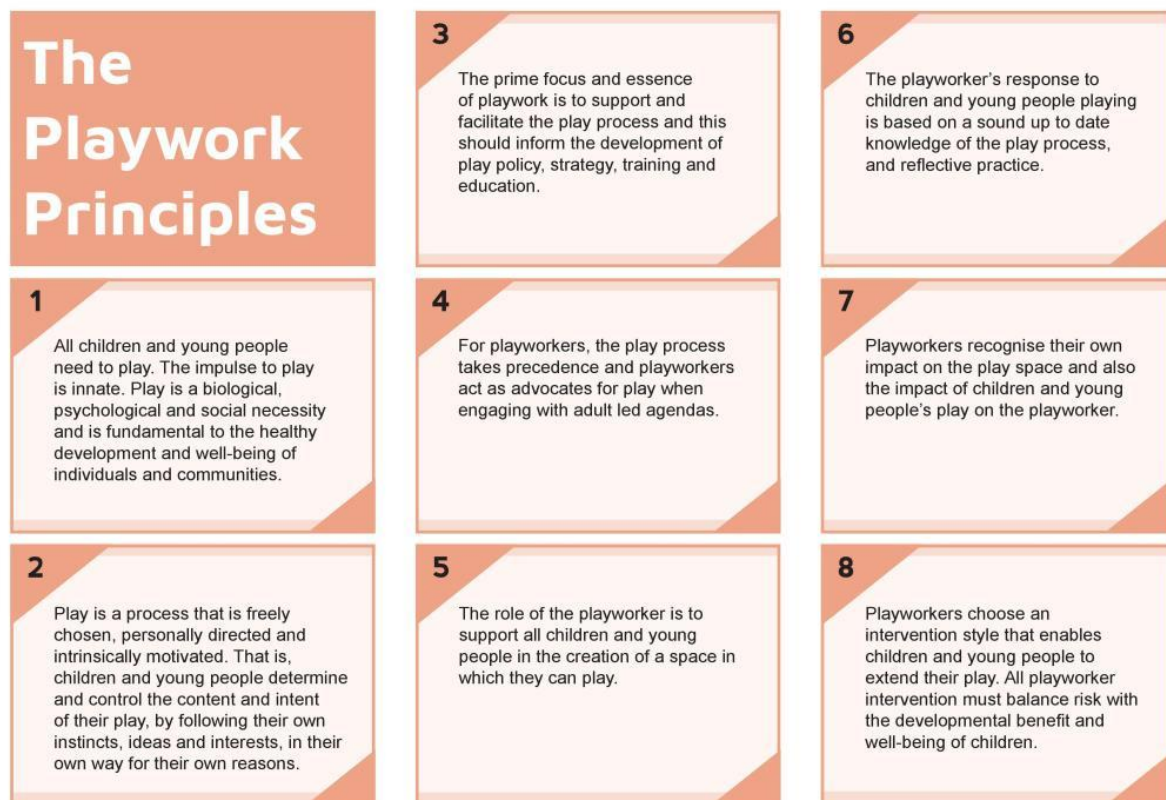 The
Playwork
Principles
1
All children and young people
need to play. The impulse to play
is innate. Play is a biological,
psychological and social necessity
and is fundamental to the healthy
development and well-being of
individuals and communities.
2
Play is a process that is freely
chosen, personally directed and
intrinsically motivated. That is,
children and young people determine
and control the content and intent
of their play, by following their own
instincts, ideas and interests, in their
own way for their own reasons.
3
The prime focus and essence
of playwork is to support and
facilitate the play process and this
should inform the development of
play policy, strategy, training and
education.
4
For playworkers, the play process
takes precedence and playworkers
act as advocates for play when
engaging with adult led agendas.
5
The role of the playworker is to
support all children and young
people in the creation of a space in
which they can play.
6
The playworker’s response to
children and young people playing
is based on a sound up to date
knowledge of the play process,
and reflective practice.
7
Playworkers recognise their own
impact on the play space and also
the impact of children and young
people’s play on the playworker.
8
Playworkers choose an
intervention style that enables
children and young people to
extend their play. All playworker
intervention must balance risk with
the developmental benefit and
well-being of children.